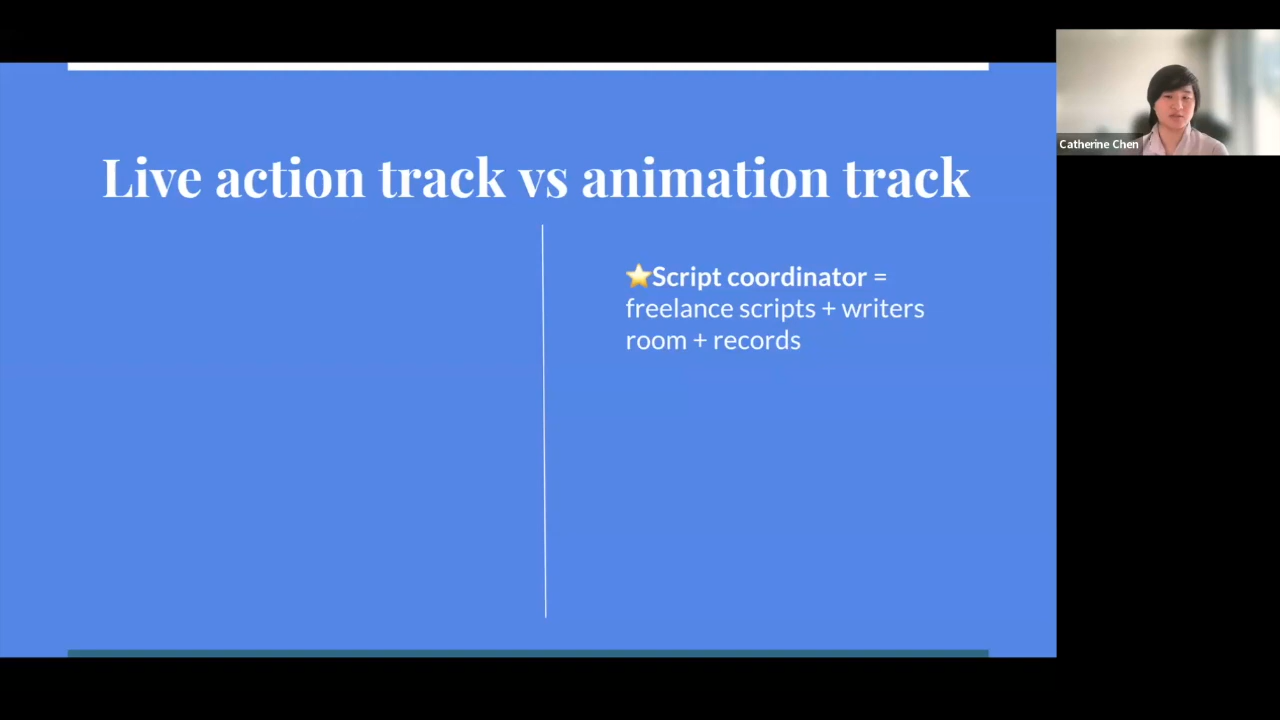 Live action track vs animation track
⭐Script coordinator =
freelance scripts + writers
room + records
Catherine Chen